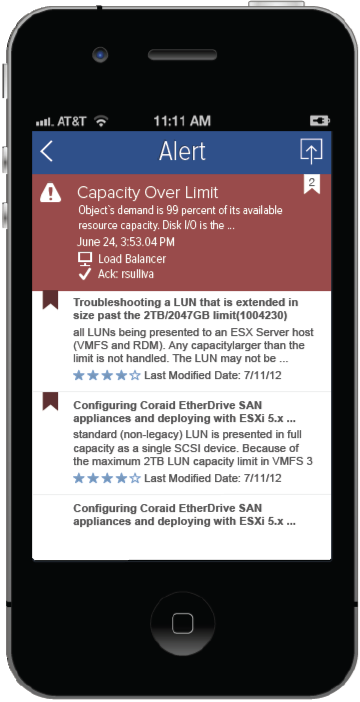 AT&T 11:11 AM
Alert
2
Capacity Over Limit
Object's demand is 99 percent of its available
resource capacity. Disk I/O is the ...
June 24, 3:53.04 PM
Load Balancer
Ack: rsulliva
Troubleshooting a LUN that is extended in
size past the 2TB/2047GB limit(1004230)
all LUNs being presented to an ESX Server host
(VMFS and RDM). Any capacitylarger than the
limit is not handled. The LUN may not be ...
Last Modified Date: 7/11/12
Configuring Coraid EtherDrive SAN
appliances and deploying with ESXi 5.x ...
standard (non-legacy) LUN is presented in full
capacity as a single SCSI device. Because of
the maximum 2TB LUN capacity limit in VMFS 3
Last Modified Date: 7/11/12
Configuring Coraid EtherDrive SAN
appliances and deploying with ESXi 5.x ...